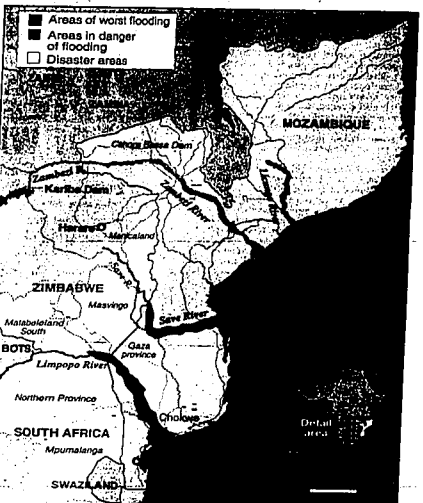 Areas of worst flooding
Areas in danger
of flooding
Disaster areas
MOZAMBIQUE
Cahora Bassa Dam
Zambezi R.
Kariba Dam
Zambezi River
Harare
Manicaland
Save R.
ZIMBABWE
Masvingo
Save River
Matabeleland
South
BOTS.
Gaza
province
Limpopo River
Northern Province
Chokwe
SOUTH AFRICA
Detail
area
Mpumalanga
SWAZILAND